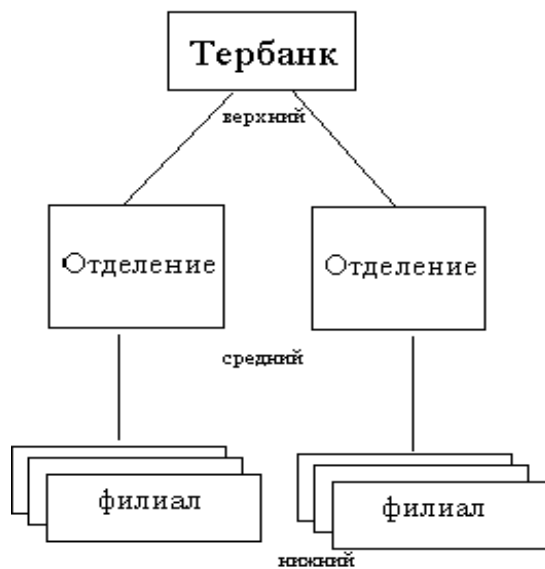 Тербанк
верхний
Отделение
Отделение
средний
филиал
филиал
нижний